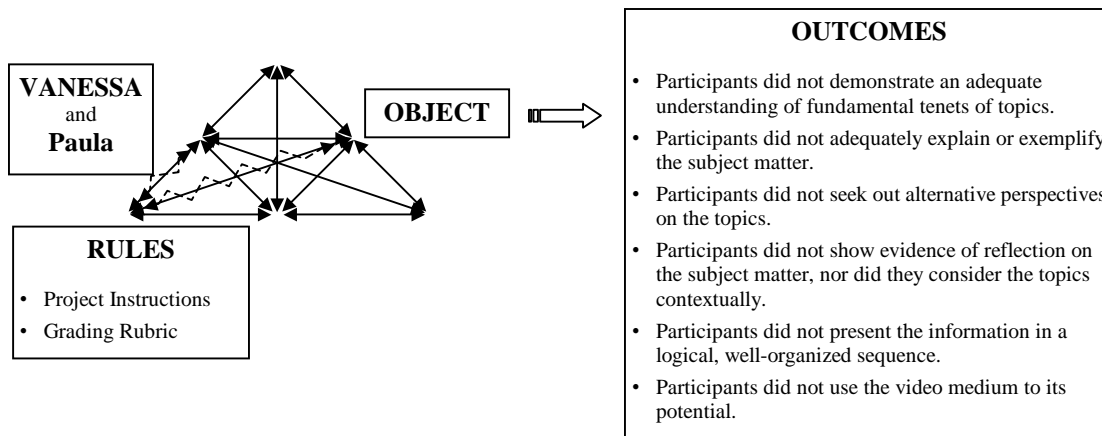 VANESSA
and
Paula
OBJECT
RULES
• Project Instructions
• Grading Rubric
OUTCOMES
• Participants did not demonstrate an adequate
understanding of fundamental tenets of topics.
• Participants did not adequately explain or exemplify
the subject matter.
• Participants did not seek out alternative perspectives
on the topics.
• Participants did not show evidence of reflection on
the subject matter, nor did they consider the topics
contextually.
• Participants did not present the information in a
logical, well-organized sequence.
• Participants did not use the video medium to its
potential.